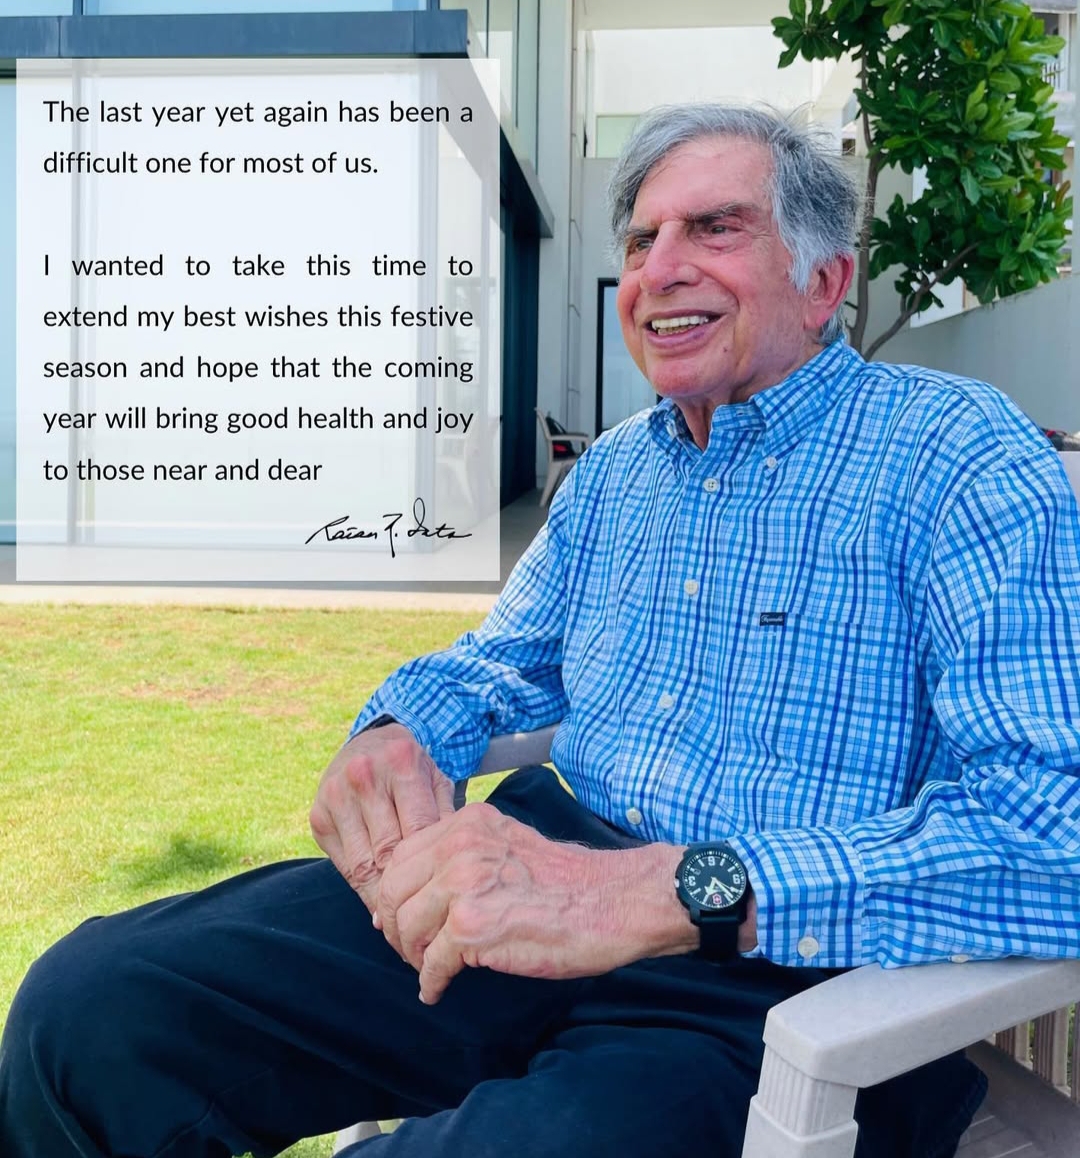 The last year yet again has been a
difficult one for most of us.
I wanted to take this time to
extend my best wishes this festive
season and hope that the coming
year will bring good health and joy
to those near and dear
Ratan N. Tata